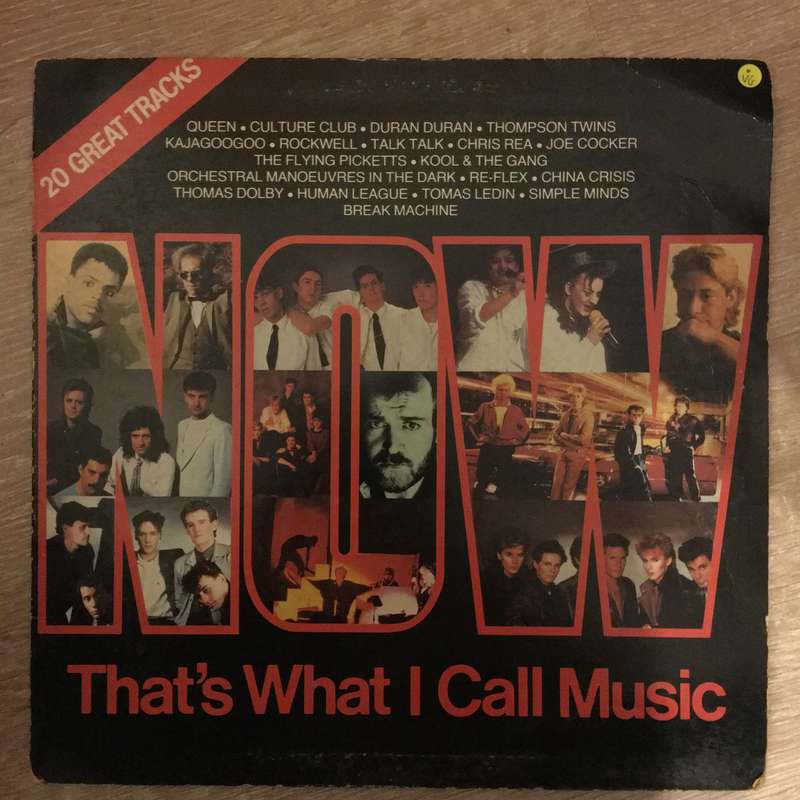 20 GREAT TRACKS
VG
QUEEN • CULTURE CLUB • DURAN DURAN • THOMPSON TWINS
KAJAGOOGOO • ROCKWELL • TALK TALK • CHRIS REA • JOE COCKER
THE FLYING PICKETTS • KOOL & THE GANG
ORCHESTRAL MANOEUVRES IN THE DARK • RE-FLEX • CHINA CRISIS
THOMAS DOLBY • HUMAN LEAGUE • TOMAS LEDIN • SIMPLE MINDS
BREAK MACHINE
NOW
That's What I Call Music